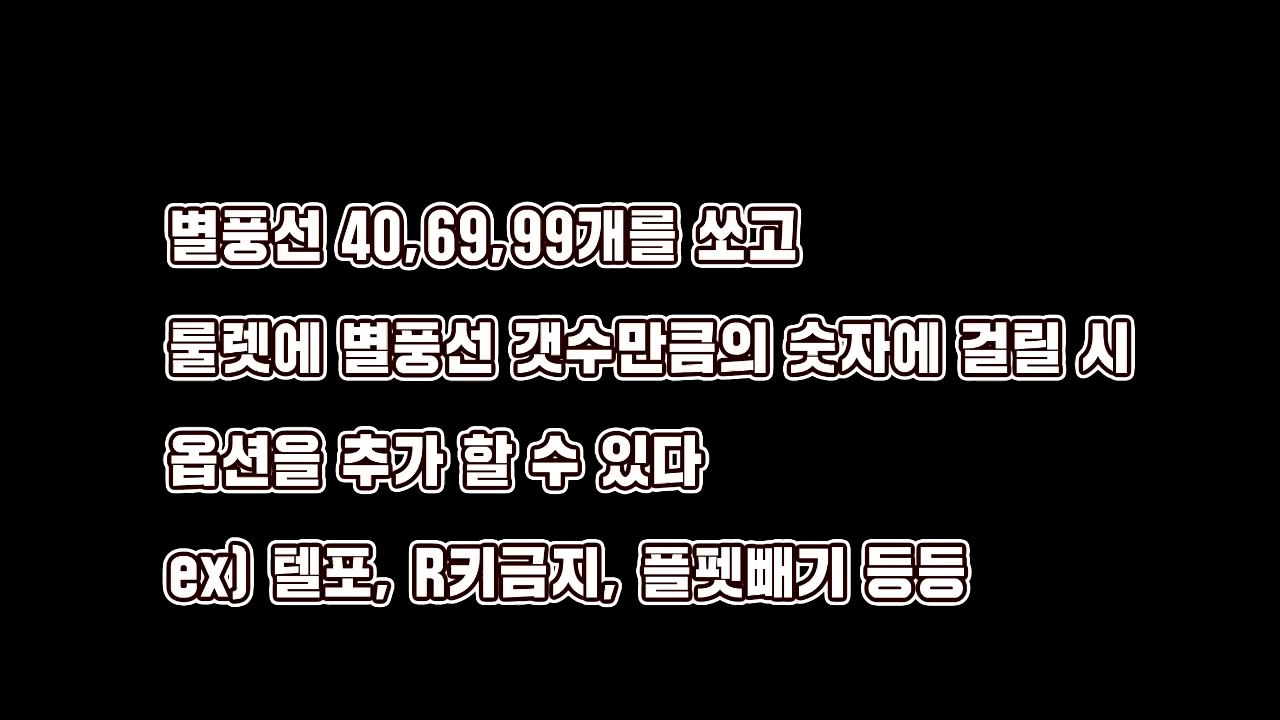 별풍선 40,69,99개를 쏘고
룰렛에 별풍선 갯수만큼의 숫자에 걸릴 시
옵션을 추가 할 수 있다
ex) 텔포, R키금지, 플펫빼기 등등